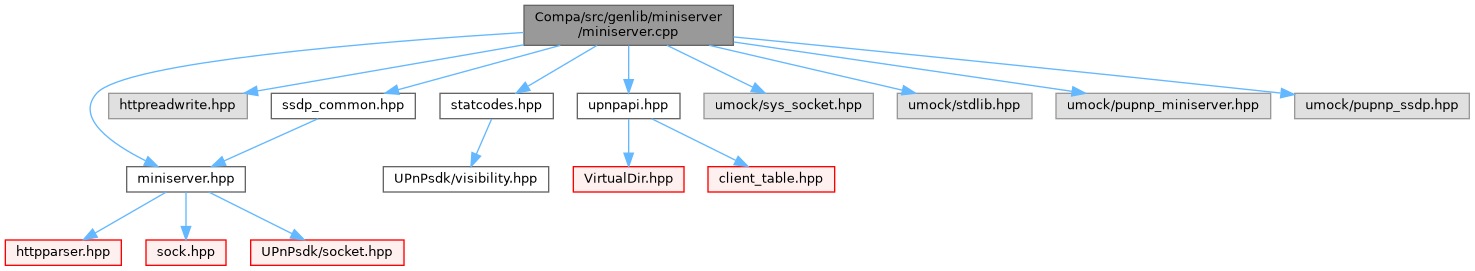 Compa/src/genlib/miniserver
/miniserver.cpp
httpreadwrite.hpp
ssdp_common.hpp
statcodes.hpp
upnpapi.hpp
umock/sys_socket.hpp
umock/stdlib.hpp
umock/pupnp_miniserver.hpp
umock/pupnp_ssdp.hpp
miniserver.hpp
UPnPsdk/visibility.hpp
VirtualDir.hpp
client_table.hpp
httpparser.hpp
sock.hpp
UPnPsdk/socket.hpp